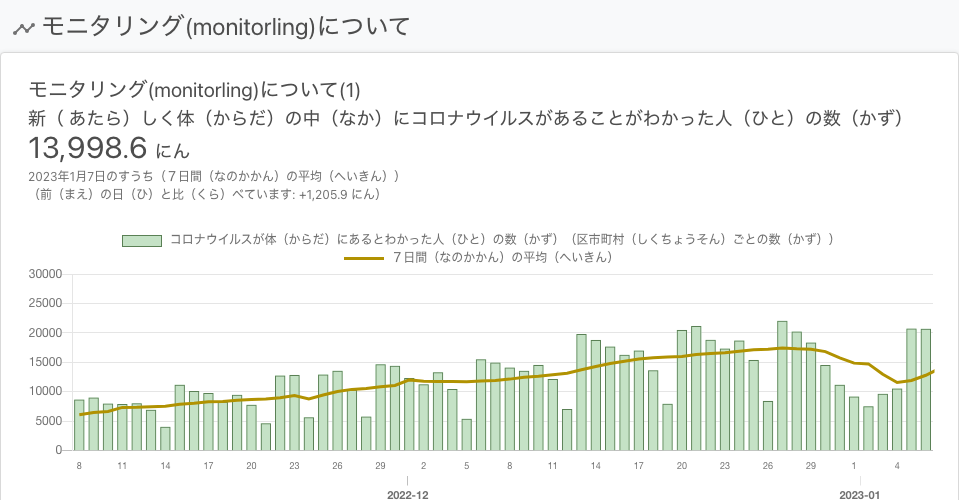 モニタリング(monitorling)について
モニタリング(monitorling)について(1)
新（ あたら）しく体（からだ）の中（なか）にコロナウイルスがあることがわかった人（ひと）の数（かず）
13,998.6 にん
2023年1月7日のすうち（７日間（なのかかん）の平均（へいきん））
（前（まえ）の日（ひ）と比（くら）べています: +1,205.9 にん）
コロナウイルスが体（からだ）にあるとわかった人（ひと）の数（かず）（区市町村（しくちょうそん）ごとの数（かず））
７日間（なのかかん）の平均（へいきん）
30000
25000
20000
15000
10000
5000
0
8 11 14 17 20 23 26 29 2 5 8 11 14 17 20 23 26 29 1 4
2022-12 2023-01